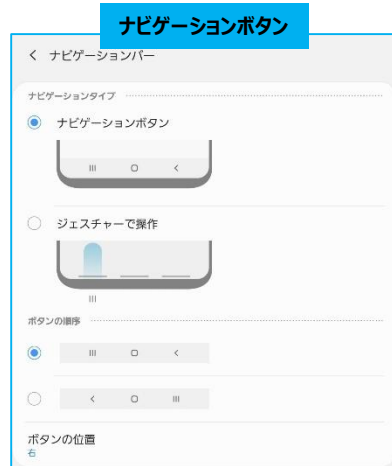 ナビゲーションボタン
< ナビゲーションバー
ナビゲーションタイプ
ナビゲーションボタン
ジェスチャーで操作
ボタンの順序
ボタンの位置
右